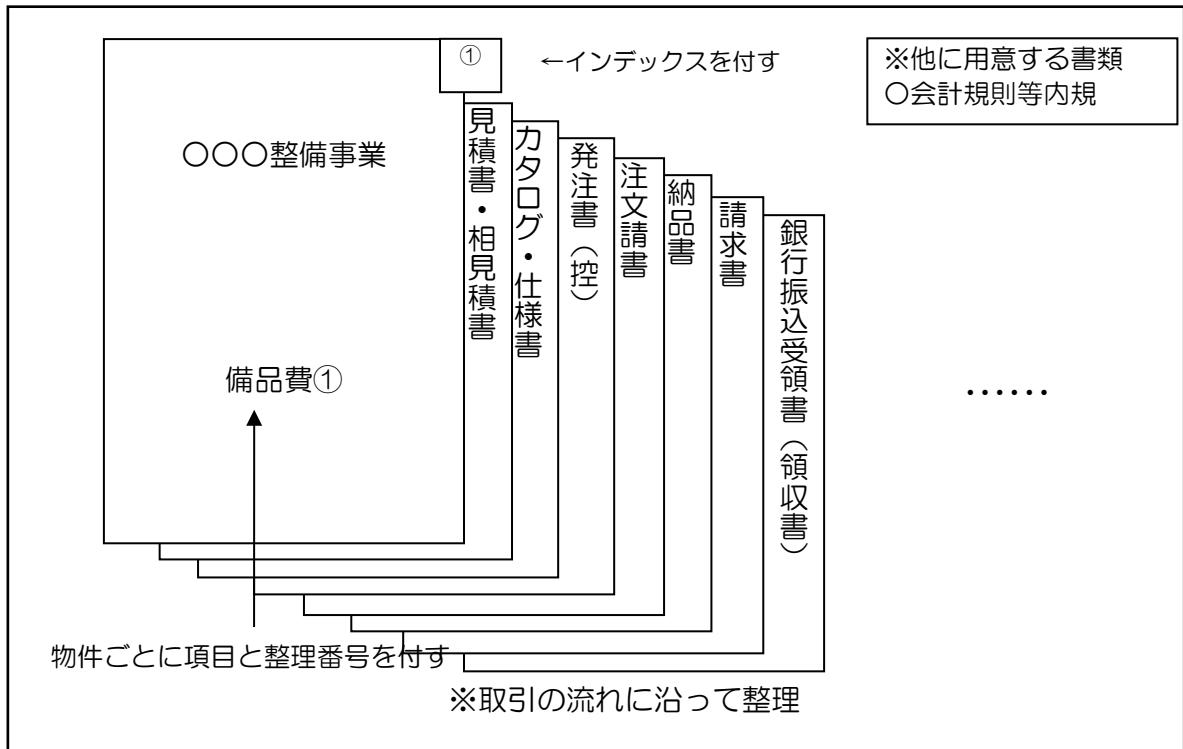 ①
←インデックスを付す
※他に用意する書類
○会計規則等内規
○○○整備事業
見積書・相見積書
カタログ・仕様書
発注書（控）
注文請書
納品書
請求書
銀行振込受領書（領収書）
備品費①
……
物件ごとに項目と整理番号を付す
※取引の流れに沿って整理